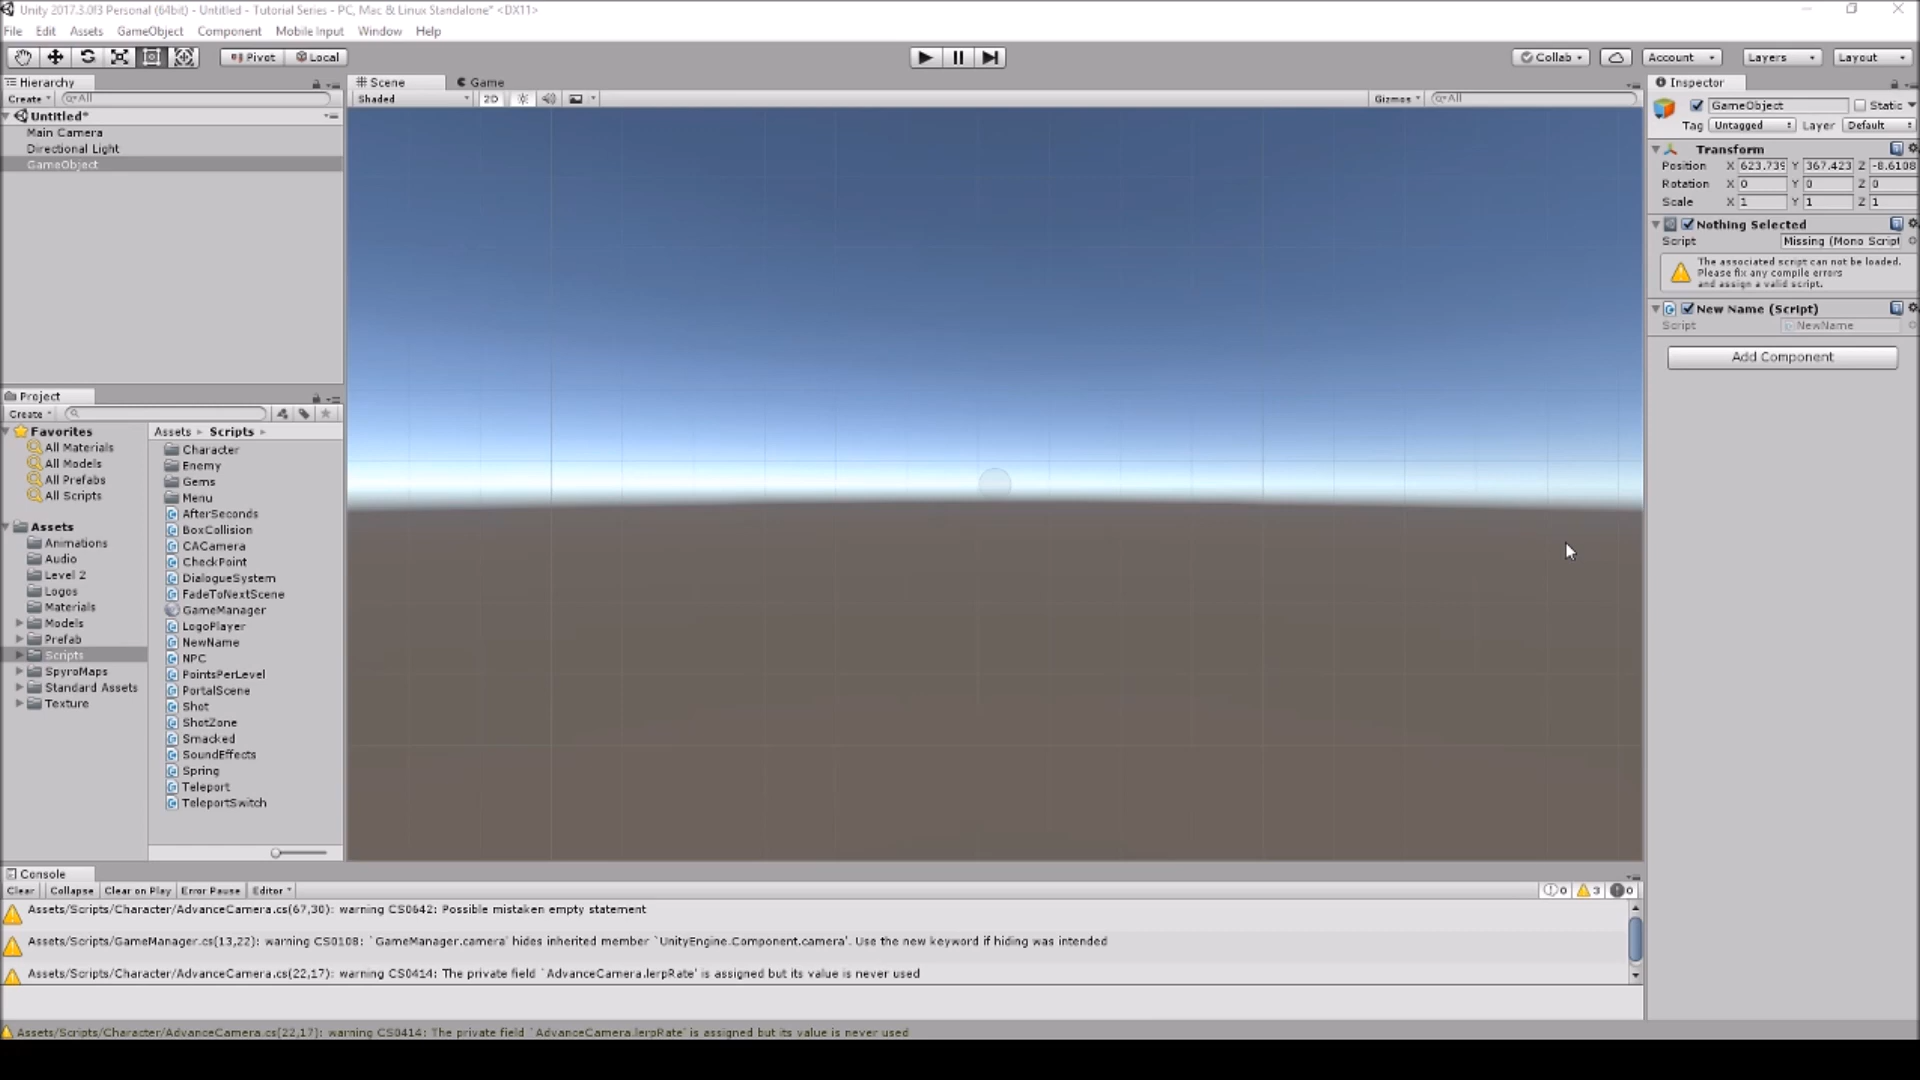 Unity 2017.3.0f3 Personal (64bit) - Untitled - Tutorial Series - PC, Mac & Linux Standalone* <DX11>
File Edit Assets GameObject Component Mobile Input Window Help
Pivot Local Collab Account Layers Layout
Hierarchy
Create All
Untitled*
Main Camera
Directional Light
GameObject
Scene Game
Shaded 2D Gizmos All
Inspector
GameObject Static
Tag Untagged Layer Default
Transform
Position X 623.739 Y 367.423 Z -8.6108
Rotation X 0 Y 0 Z 0
Scale X 1 Y 1 Z 1
Nothing Selected
Script Missing (Mono Script
The associated script can not be loaded.
Please fix any compile errors
and assign a valid script.
New Name (Script)
Script NewName
Add Component
Project
Create
Favorites
All Materials
All Models
All Prefabs
All Scripts
Assets
Animations
Audio
Level 2
Logos
Materials
Models
Prefab
Scripts
SpyroMaps
Standard Assets
Texture
Assets Scripts
Character
Enemy
Gems
Menu
AfterSeconds
BoxCollision
CACamera
CheckPoint
DialogueSystem
FadeToNextScene
GameManager
LogoPlayer
NewName
NPC
PointsPerLevel
PortalScene
Shot
ShotZone
Smacked
SoundEffects
Spring
Teleport
TeleportSwitch
Console
Clear Collapse Clear on Play Error Pause Editor 0 3 0
Assets/Scripts/Character/AdvanceCamera.cs(67,30): warning CS0642: Possible mistaken empty statement
Assets/Scripts/GameManager.cs(13,22): warning CS0108: `GameManager.camera' hides inherited member `UnityEngine.Component.camera'. Use the new keyword if hiding was intended
Assets/Scripts/Character/AdvanceCamera.cs(22,17): warning CS0414: The private field `AdvanceCamera.lerpRate' is assigned but its value is never used
Assets/Scripts/Character/AdvanceCamera.cs(22,17): warning CS0414: The private field `AdvanceCamera.lerpRate' is assigned but its value is never used